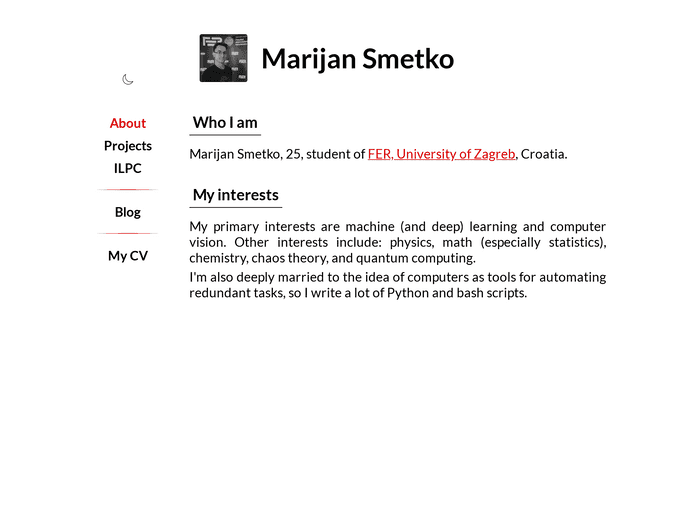 Marijan Smetko
About
Projects
ILPC
Blog
My CV
Who I am
Marijan Smetko, 25, student of FER, University of Zagreb, Croatia.
My interests
My primary interests are machine (and deep) learning and computer
vision. Other interests include: physics, math (especially statistics),
chemistry, chaos theory, and quantum computing.
I'm also deeply married to the idea of computers as tools for automating
redundant tasks, so I write a lot of Python and bash scripts.